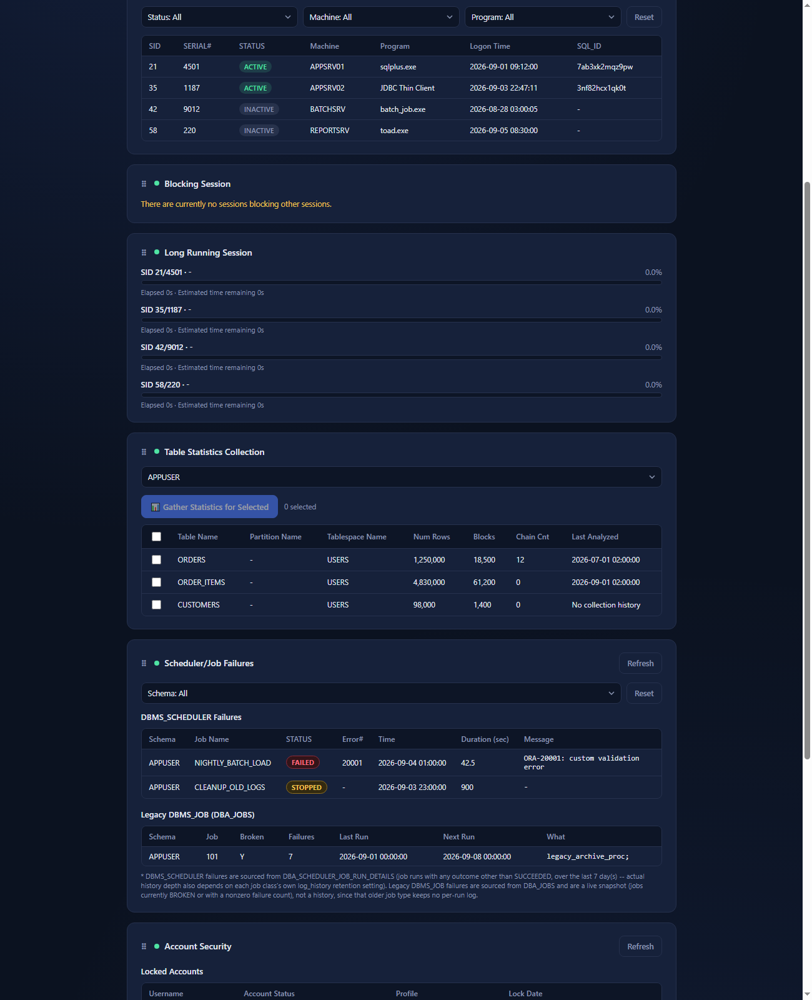 Status: All Machine: All Program: All Reset
SID SERIAL# STATUS Machine Program Logon Time SQL_ID
21 4501 ACTIVE APPSRV01 sqlplus.exe 2026-09-01 09:12:00 7ab3xk2mqz9pw
35 1187 ACTIVE APPSRV02 JDBC Thin Client 2026-09-03 22:47:11 3nf82hcx1qk0t
42 9012 INACTIVE BATCHSRV batch_job.exe 2026-08-28 03:00:05 -
58 220 INACTIVE REPORTSRV toad.exe 2026-09-05 08:30:00 -
Blocking Session
There are currently no sessions blocking other sessions.
Long Running Session
SID 21/4501 · - 0.0%
Elapsed 0s · Estimated time remaining 0s
SID 35/1187 · - 0.0%
Elapsed 0s · Estimated time remaining 0s
SID 42/9012 · - 0.0%
Elapsed 0s · Estimated time remaining 0s
SID 58/220 · - 0.0%
Elapsed 0s · Estimated time remaining 0s
Table Statistics Collection
APPUSER
Gather Statistics for Selected 0 selected
Table Name Partition Name Tablespace Name Num Rows Blocks Chain Cnt Last Analyzed
ORDERS - USERS 1,250,000 18,500 12 2026-07-01 02:00:00
ORDER_ITEMS - USERS 4,830,000 61,200 0 2026-09-01 02:00:00
CUSTOMERS - USERS 98,000 1,400 0 No collection history
Scheduler/Job Failures Refresh
Schema: All Reset
DBMS_SCHEDULER Failures
Schema Job Name STATUS Error# Time Duration (sec) Message
APPUSER NIGHTLY_BATCH_LOAD FAILED 20001 2026-09-04 01:00:00 42.5 ORA-20001: custom validation
error
APPUSER CLEANUP_OLD_LOGS STOPPED - 2026-09-03 23:00:00 900 -
Legacy DBMS_JOB (DBA_JOBS)
Schema Job Broken Failures Last Run Next Run What
APPUSER 101 Y 7 2026-09-01 00:00:00 2026-09-08 00:00:00 legacy_archive_proc;
* DBMS_SCHEDULER failures are sourced from DBA_SCHEDULER_JOB_RUN_DETAILS (job runs with any outcome other than SUCCEEDED, over the last 7 day(s) -- actual
history depth also depends on each job class's own log_history retention setting). Legacy DBMS_JOB failures are sourced from DBA_JOBS and are a live snapshot (jobs
currently BROKEN or with a nonzero failure count), not a history, since that older job type keeps no per-run log.
Account Security Refresh
Locked Accounts
Username Account Status Profile Lock Date